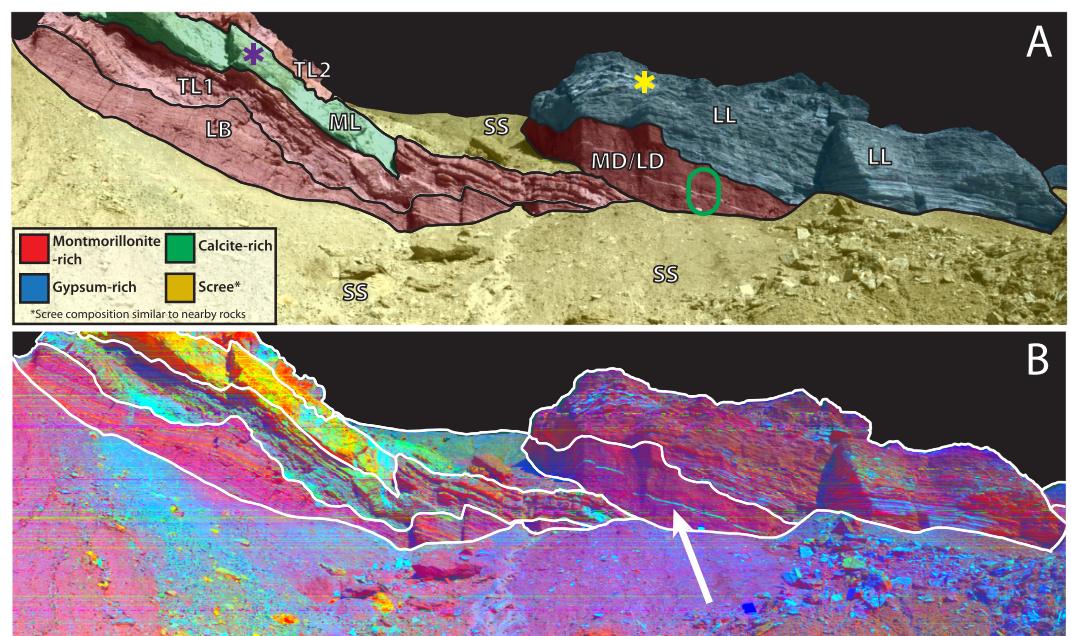 A
TL2
TL1
LB
ML
SS
LL
MD/LD
LL
SS
SS
Montmorillonite
-rich
Calcite-rich
Gypsum-rich
Scree*
*Scree composition similar to nearby rocks
B